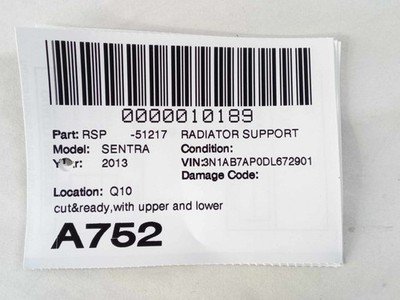 0000010189
Part: RSP -51217 RADIATOR SUPPORT
Model: SENTRA Condition:
Year: 2013 VIN:3N1AB7AP0DL672901
Damage Code:
Location: Q10
cut&ready,with upper and lower
A752